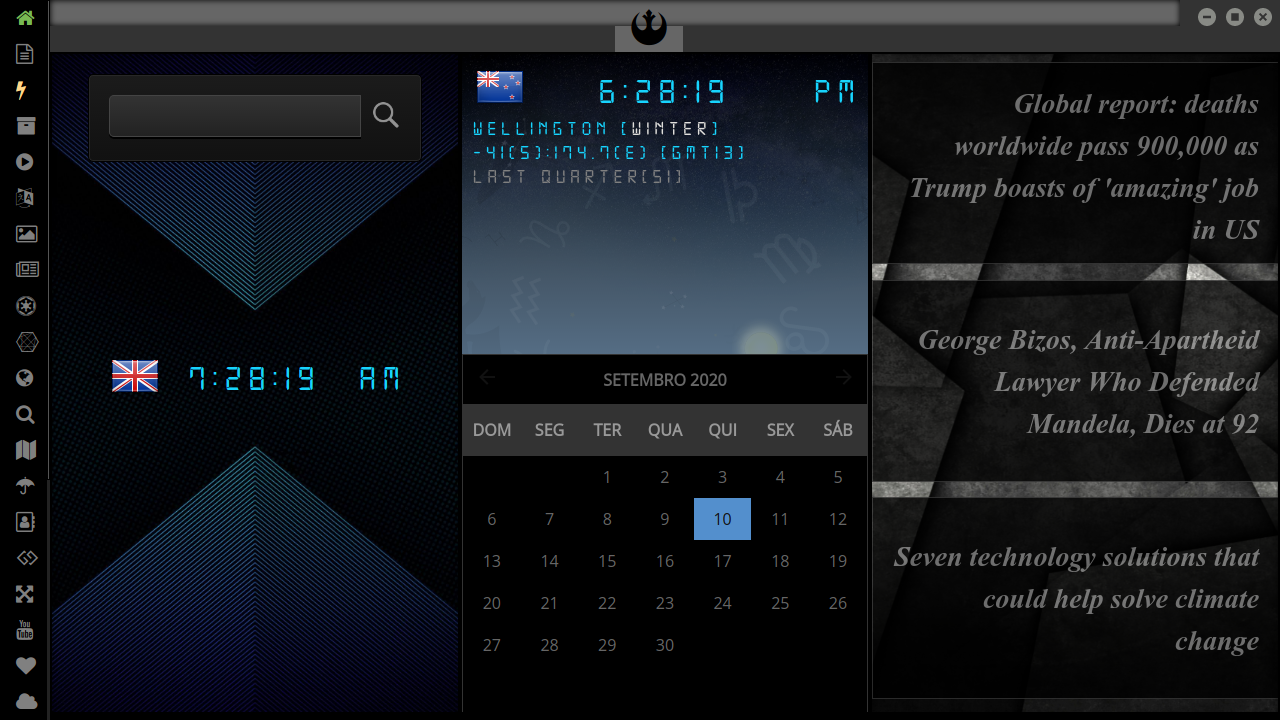 6:28:19 PM
WELLINGTON (WINTER)
-41(S):174.7(E) (GMT13)
LAST QUARTER(51)
7:28:19 AM
SETEMBRO 2020
DOM SEG TER QUA QUI SEX SÁB
1 2 3 4 5
6 7 8 9 10 11 12
13 14 15 16 17 18 19
20 21 22 23 24 25 26
27 28 29 30
Global report: deaths
worldwide pass 900,000 as
Trump boasts of 'amazing' job
in US
George Bizos, Anti-Apartheid
Lawyer Who Defended
Mandela, Dies at 92
Seven technology solutions that
could help solve climate
change
You
Tube